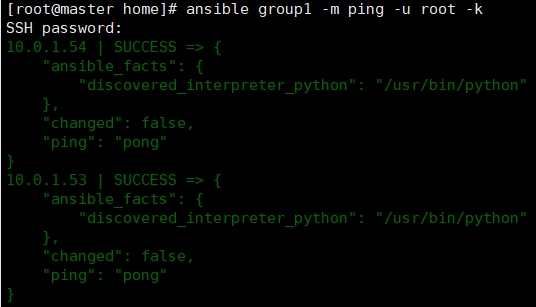 [root@master home]# ansible group1 -m ping -u root -k
SSH password:
10.0.1.54 | SUCCESS => {
    "ansible_facts": {
        "discovered_interpreter_python": "/usr/bin/python"
    },
    "changed": false,
    "ping": "pong"
}
10.0.1.53 | SUCCESS => {
    "ansible_facts": {
        "discovered_interpreter_python": "/usr/bin/python"
    },
    "changed": false,
    "ping": "pong"
}